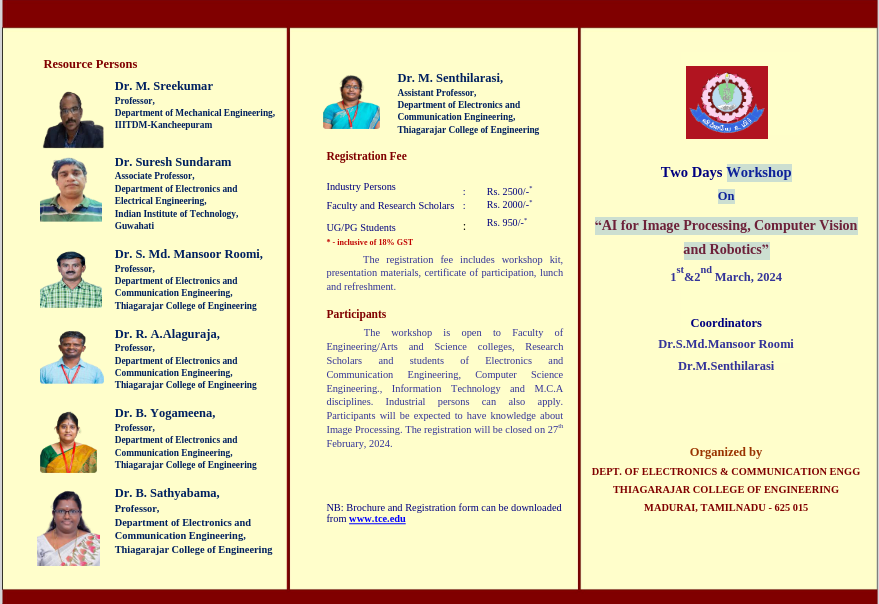 Resource Persons
Dr. M. Sreekumar
Professor,
Department of Mechanical Engineering,
IIITDM-Kancheepuram
Dr. Suresh Sundaram
Associate Professor,
Department of Electronics and
Electrical Engineering,
Indian Institute of Technology,
Guwahati
Dr. S. Md. Mansoor Roomi,
Professor,
Department of Electronics and
Communication Engineering,
Thiagarajar College of Engineering
Dr. R. A.Alaguraja,
Professor,
Department of Electronics and
Communication Engineering,
Thiagarajar College of Engineering
Dr. B. Yogameena,
Professor,
Department of Electronics and
Communication Engineering,
Thiagarajar College of Engineering
Dr. B. Sathyabama,
Professor,
Department of Electronics and
Communication Engineering,
Thiagarajar College of Engineering
Dr. M. Senthilarasi,
Assistant Professor,
Department of Electronics and
Communication Engineering,
Thiagarajar College of Engineering
Registration Fee
Industry Persons : Rs. 2500/-*
Faculty and Research Scholars : Rs. 2000/-*
UG/PG Students : Rs. 950/-*
* - inclusive of 18% GST
The registration fee includes workshop kit,
presentation materials, certificate of participation, lunch
and refreshment.
Participants
The workshop is open to Faculty of
Engineering/Arts and Science colleges, Research
Scholars and students of Electronics and
Communication Engineering, Computer Science
Engineering., Information Technology and M.C.A
disciplines. Industrial persons can also apply.
Participants will be expected to have knowledge about
Image Processing. The registration will be closed on 27th
February, 2024.
NB: Brochure and Registration form can be downloaded
from www.tce.edu
Two Days Workshop
On
“AI for Image Processing, Computer Vision
and Robotics”
1st&2nd March, 2024
Coordinators
Dr.S.Md.Mansoor Roomi
Dr.M.Senthilarasi
Organized by
DEPT. OF ELECTRONICS & COMMUNICATION ENGG
THIAGARAJAR COLLEGE OF ENGINEERING
MADURAI, TAMILNADU - 625 015